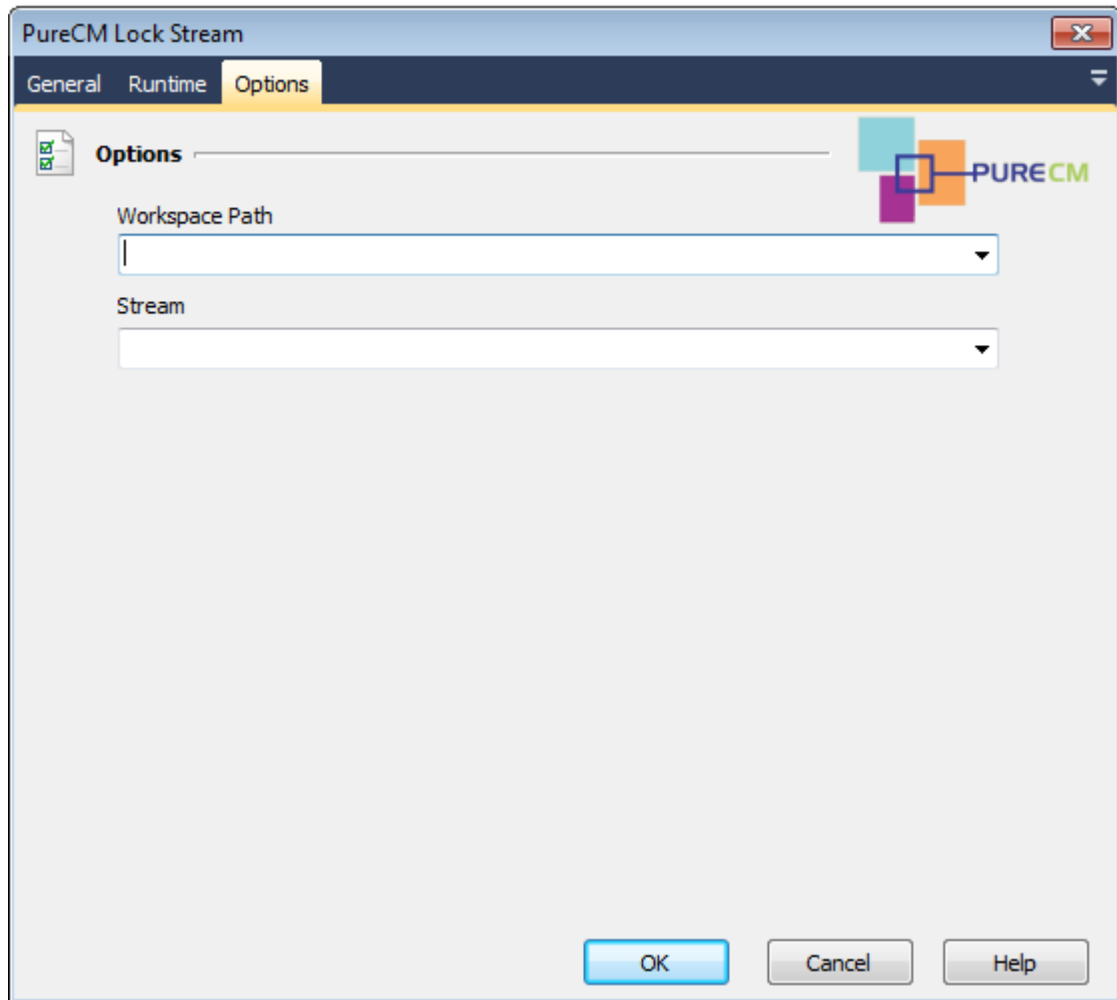 PureCM Lock Stream
General Runtime Options
Options
PURECM
Workspace Path
Stream
OK Cancel Help